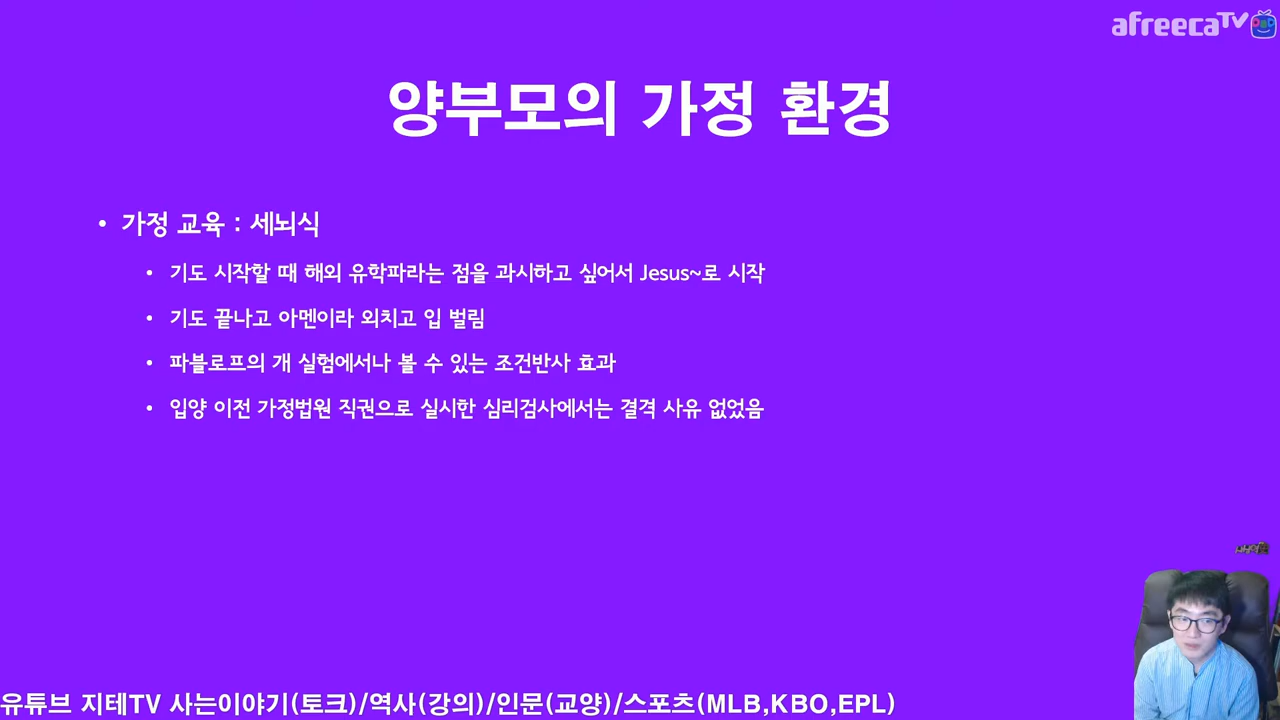 afreecaTV
양부모의 가정 환경
• 가정 교육 : 세뇌식
• 기도 시작할 때 해외 유학파라는 점을 과시하고 싶어서 Jesus~로 시작
• 기도 끝나고 아멘이라 외치고 입 벌림
• 파블로프의 개 실험에서나 볼 수 있는 조건반사 효과
• 입양 이전 가정법원 직권으로 실시한 심리검사에서는 결격 사유 없었음
유튜브 지테TV 사는이야기(토크)/역사(강의)/인문(교양)/스포츠(MLB,KBO,EPL)